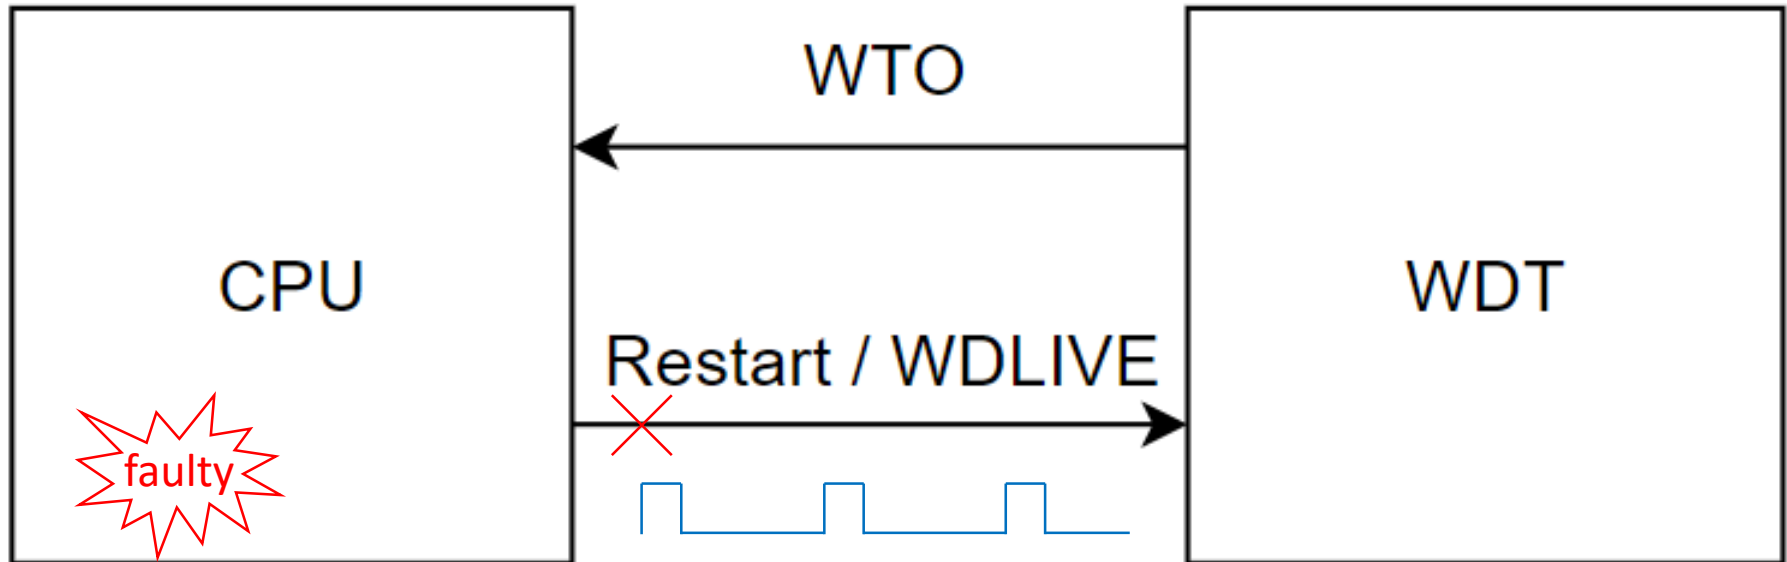 WTO
CPU
WDT
Restart / WDLIVE
faulty